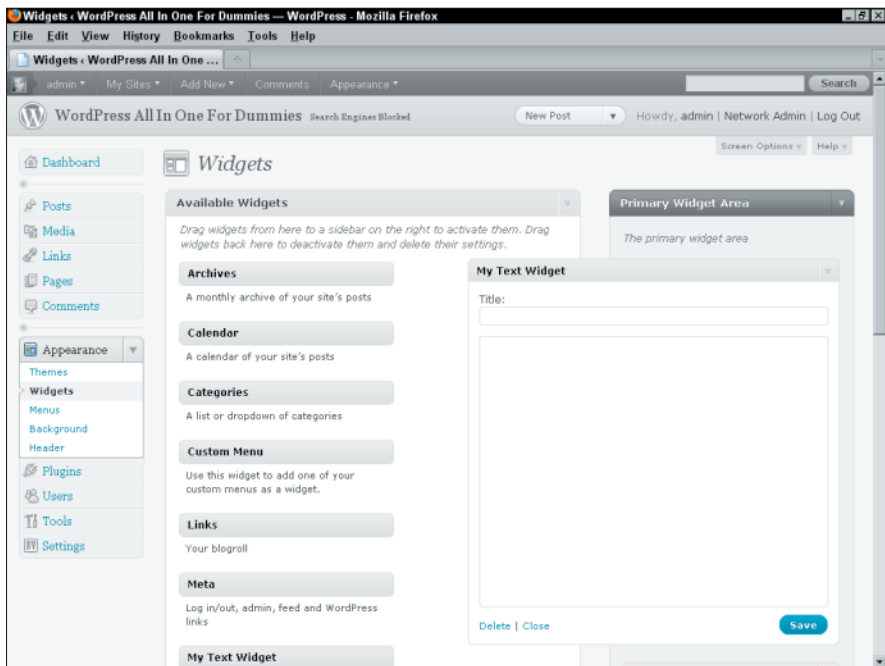 Widgets ‹ WordPress All In One For Dummies — WordPress - Mozilla Firefox
File Edit View History Bookmarks Tools Help
Widgets ‹ WordPress All In One ...
admin My Sites Add New Comments Appearance Search
WordPress All In One For Dummies Search Engines Blocked New Post Howdy, admin | Network Admin | Log Out
Screen Options Help
Dashboard
Posts
Media
Links
Pages
Comments
Appearance
Themes
Widgets
Menus
Background
Header
Plugins
Users
Tools
Settings
Widgets
Available Widgets
Drag widgets from here to a sidebar on the right to activate them. Drag
widgets back here to deactivate them and delete their settings.
Archives
A monthly archive of your site's posts
Calendar
A calendar of your site's posts
Categories
A list or dropdown of categories
Custom Menu
Use this widget to add one of your
custom menus as a widget.
Links
Your blogroll
Meta
Log in/out, admin, feed and WordPress
links
My Text Widget
Primary Widget Area
The primary widget area
My Text Widget
Title:
Delete | Close
Save